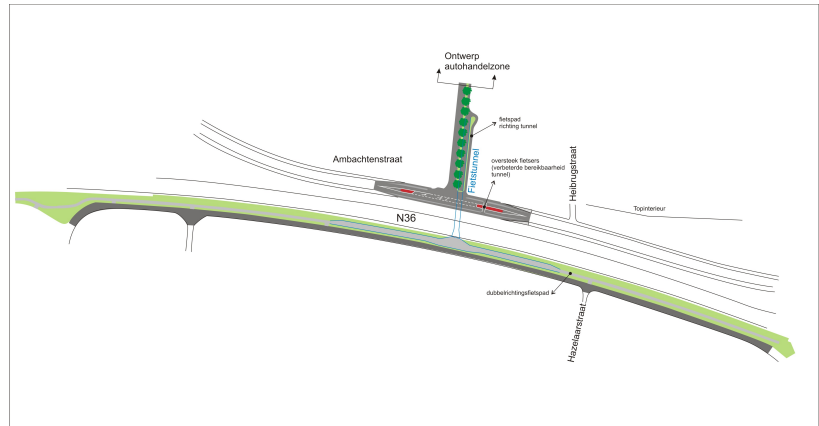 Ontwerp
autohandelzone
fietspad
richting tunnel
Ambachtenstraat
oversteek fietsers
(verbeterde bereikbaarheid
tunnel)
Fietstunnel
Heibrugstraat
Topinterieur
N36
dubbelrichtingsfietspad
Hazelaarstraat